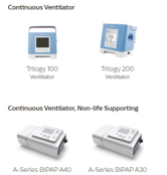 Continuous Ventilator
Trilogy 100
Ventilator
Trilogy 200
Ventilator
Continuous Ventilator, Non-life Supporting
A-Series BIPAP A40
A-Series BIPAP A30